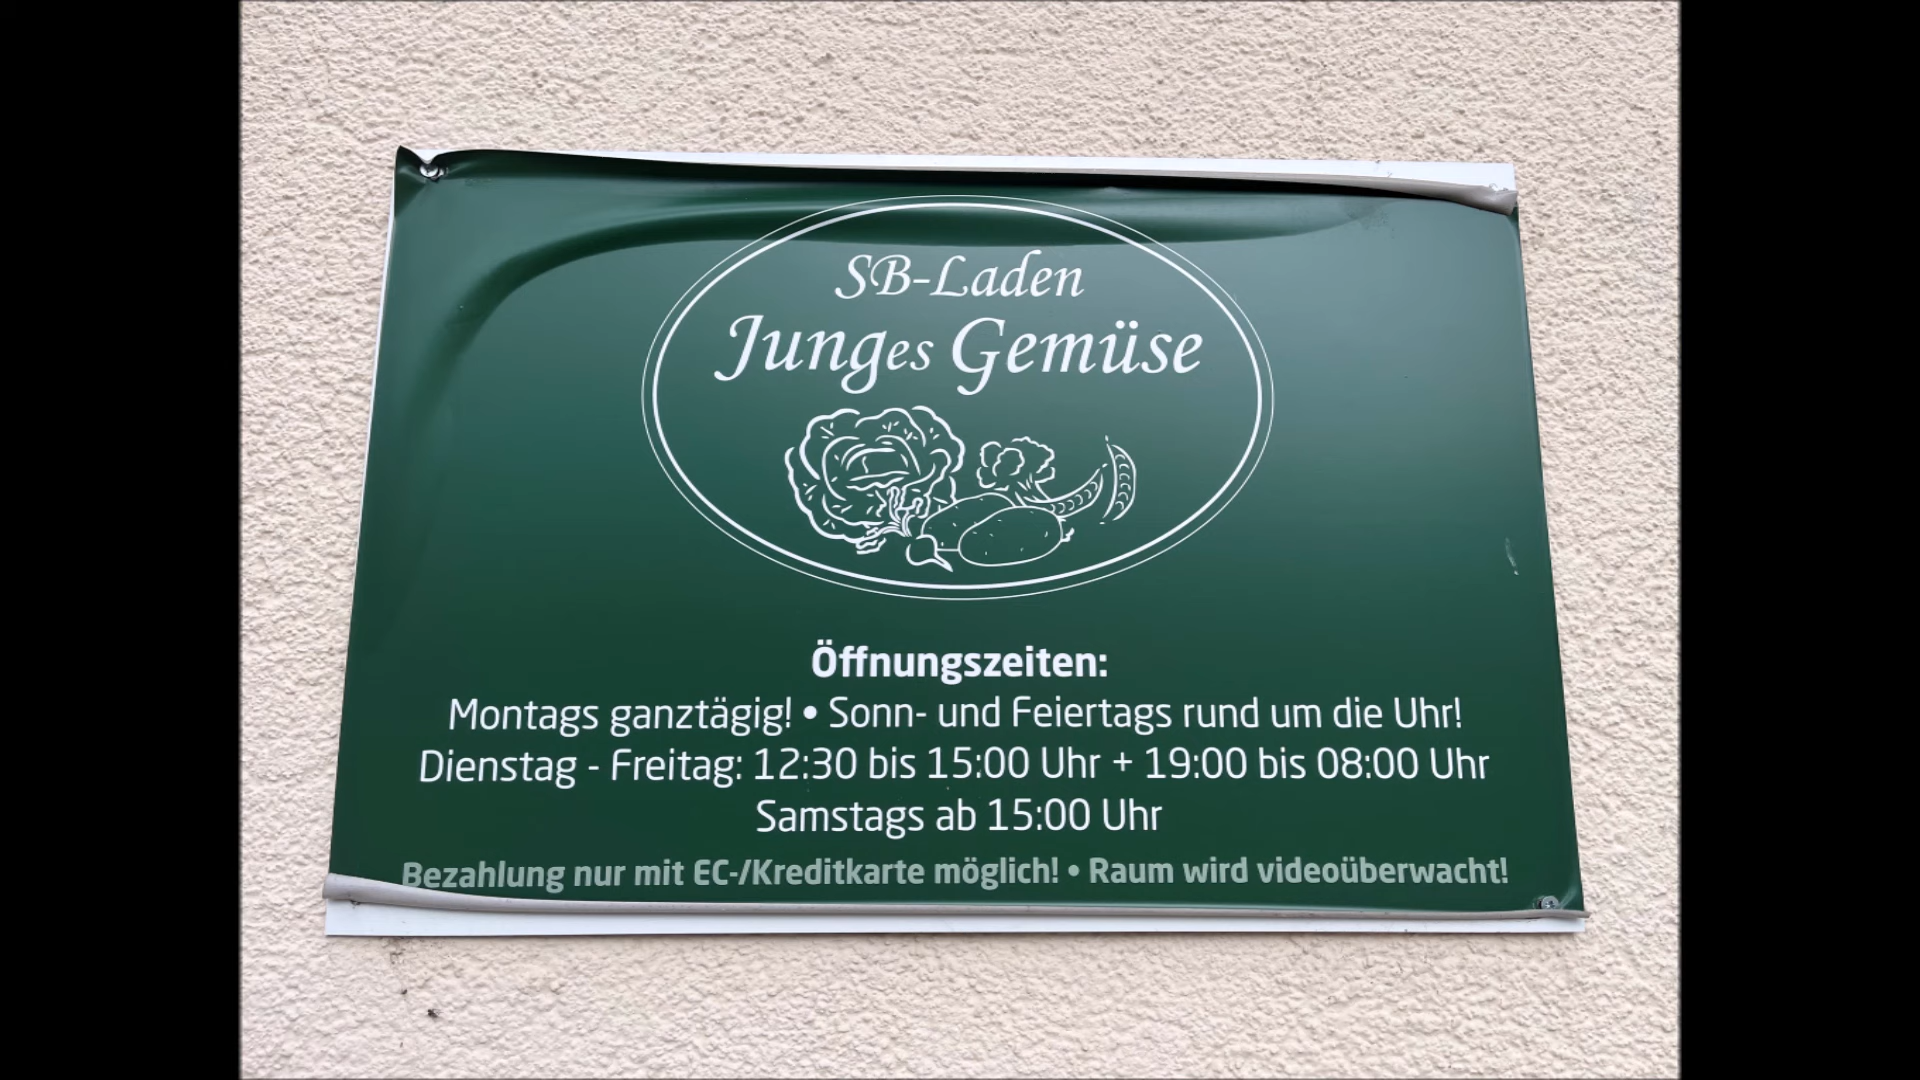 SB-Laden
Junges Gemüse
Öffnungszeiten:
Montags ganztägig! • Sonn- und Feiertags rund um die Uhr!
Dienstag - Freitag: 12:30 bis 15:00 Uhr + 19:00 bis 08:00 Uhr
Samstags ab 15:00 Uhr
Bezahlung nur mit EC-/Kreditkarte möglich! • Raum wird videoüberwacht!